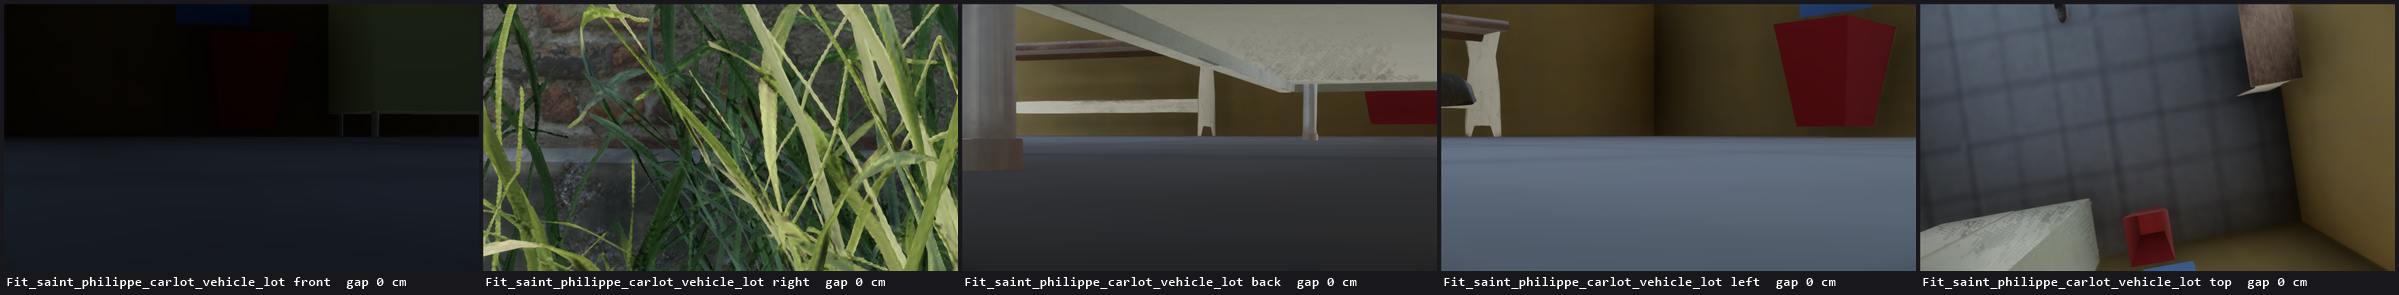 Fit_saint_philippe_carlot_vehicle_lot front  gap 0 cm
Fit_saint_philippe_carlot_vehicle_lot right  gap 0 cm
Fit_saint_philippe_carlot_vehicle_lot back  gap 0 cm
Fit_saint_philippe_carlot_vehicle_lot left  gap 0 cm
Fit_saint_philippe_carlot_vehicle_lot top  gap 0 cm